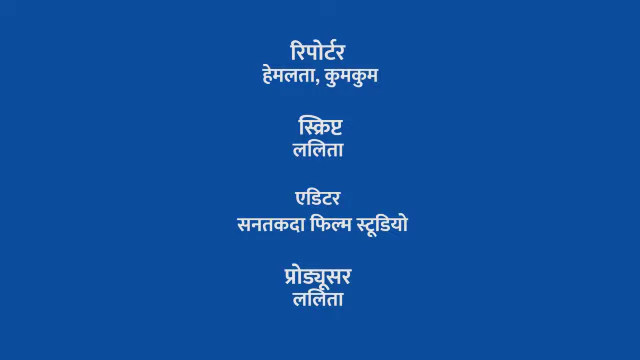 रिपोर्टर
हेमलता, कुमकुम
स्क्रिप्ट
ललिता
एडिटर
सनतकदा फिल्म स्टूडियो
प्रोड्यूसर
ललिता